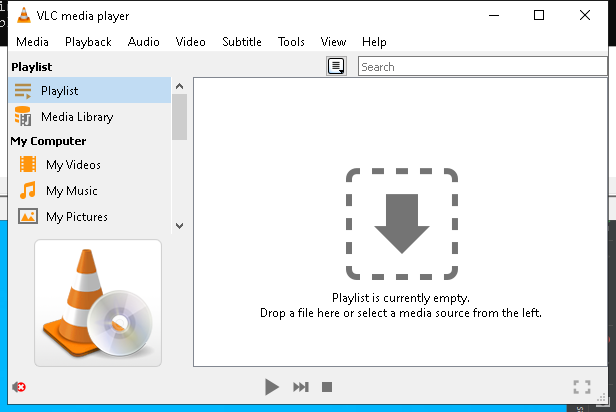 VLC media player
Media Playback Audio Video Subtitle Tools View Help
Playlist
Search
Playlist
Media Library
My Computer
My Videos
My Music
My Pictures
Playlist is currently empty.
Drop a file here or select a media source from the left.